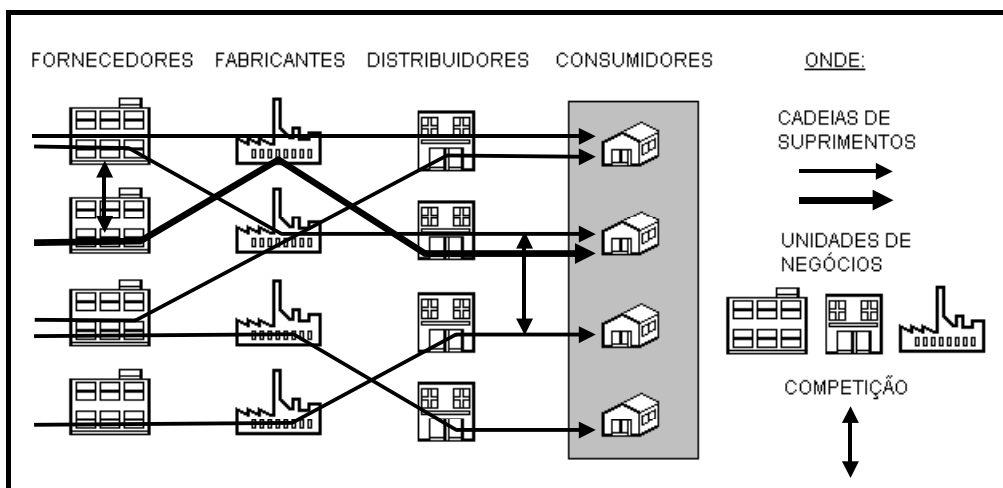 FORNECEDORES FABRICANTES DISTRIBUIDORES CONSUMIDORES ONDE:
CADEIAS DE
SUPRIMENTOS
UNIDADES DE
NEGÓCIOS
COMPETIÇÃO